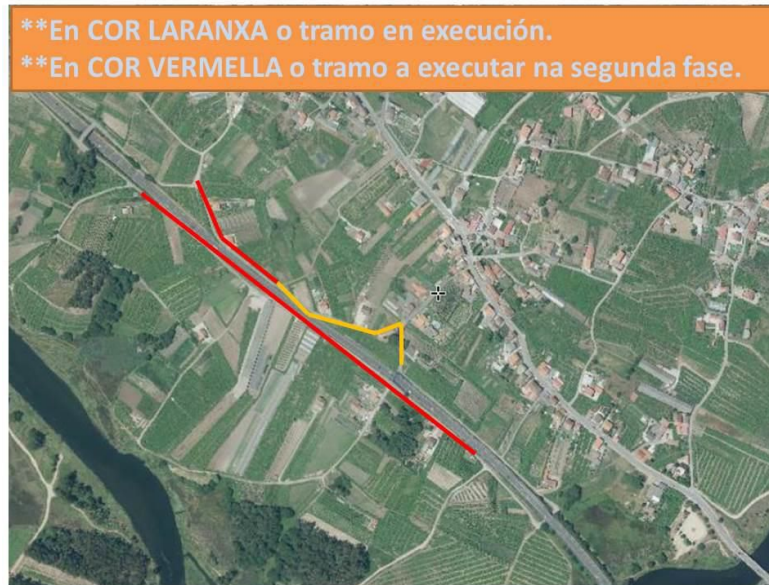 **En COR LARANXA o tramo en execución.
**En COR VERMELLA o tramo a executar na segunda fase.